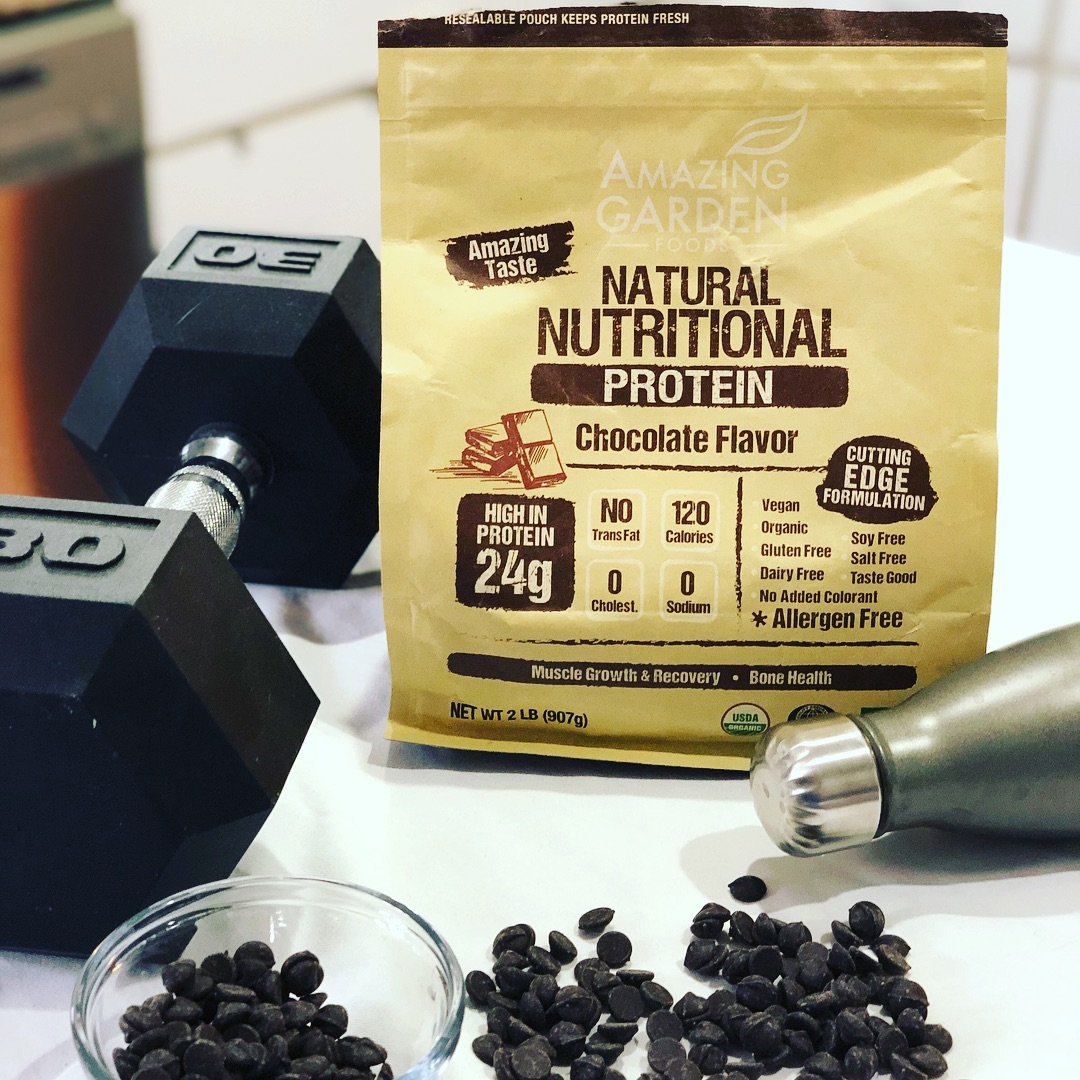 RESEALABLE POUCH KEEPS PROTEIN FRESH
AMAZING
GARDEN
FOODS
Amazing
Taste
NATURAL
NUTRITIONAL
PROTEIN
Chocolate Flavor
CUTTING
EDGE
FORMULATION
HIGH IN
PROTEIN
24g
NO
Trans Fat
120
Calories
0
Cholest.
0
Sodium
Vegan
Organic
Gluten Free
Dairy Free
Soy Free
Salt Free
Taste Good
No Added Colorant
* Allergen Free
Muscle Growth & Recovery • Bone Health
NET WT 2 LB (907g)
USDA
ORGANIC
30
30